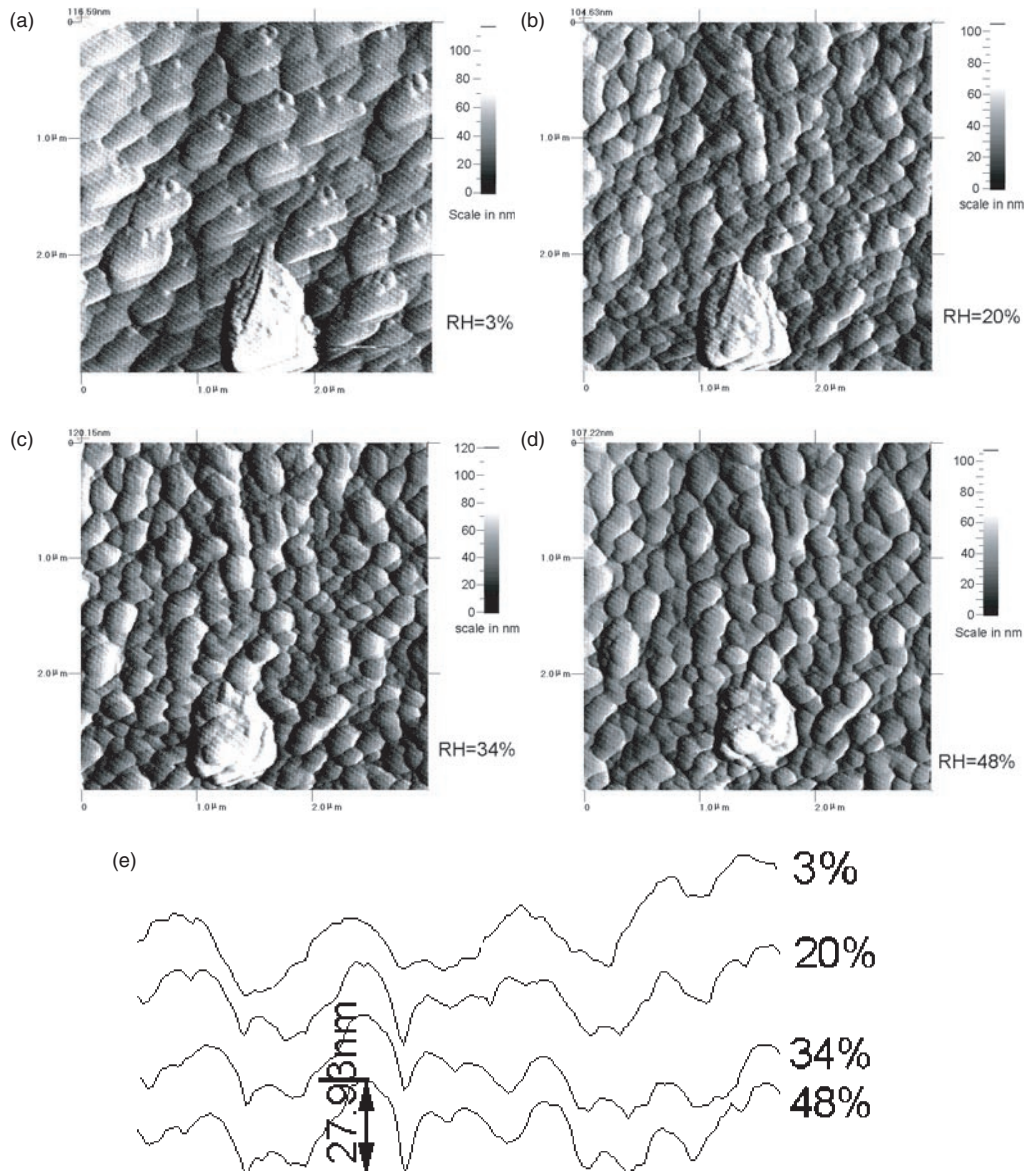 (a)
116.59nm
0
1.0μm
2.0μm
0
1.0μm
2.0μm
100
80
60
40
20
0
Scale in nm
RH=3%
(b)
104.63nm
0
1.0μm
2.0μm
0
1.0μm
2.0μm
100
80
60
40
20
0
scale in nm
RH=20%
(c)
120.15nm
0
1.0μm
2.0μm
0
1.0μm
2.0μm
120
100
80
60
40
20
0
scale in nm
RH=34%
(d)
107.22nm
0
1.0μm
2.0μm
0
1.0μm
2.0μm
100
80
60
40
20
0
Scale in nm
RH=48%
(e)
3%
20%
34%
48%
27.93nm